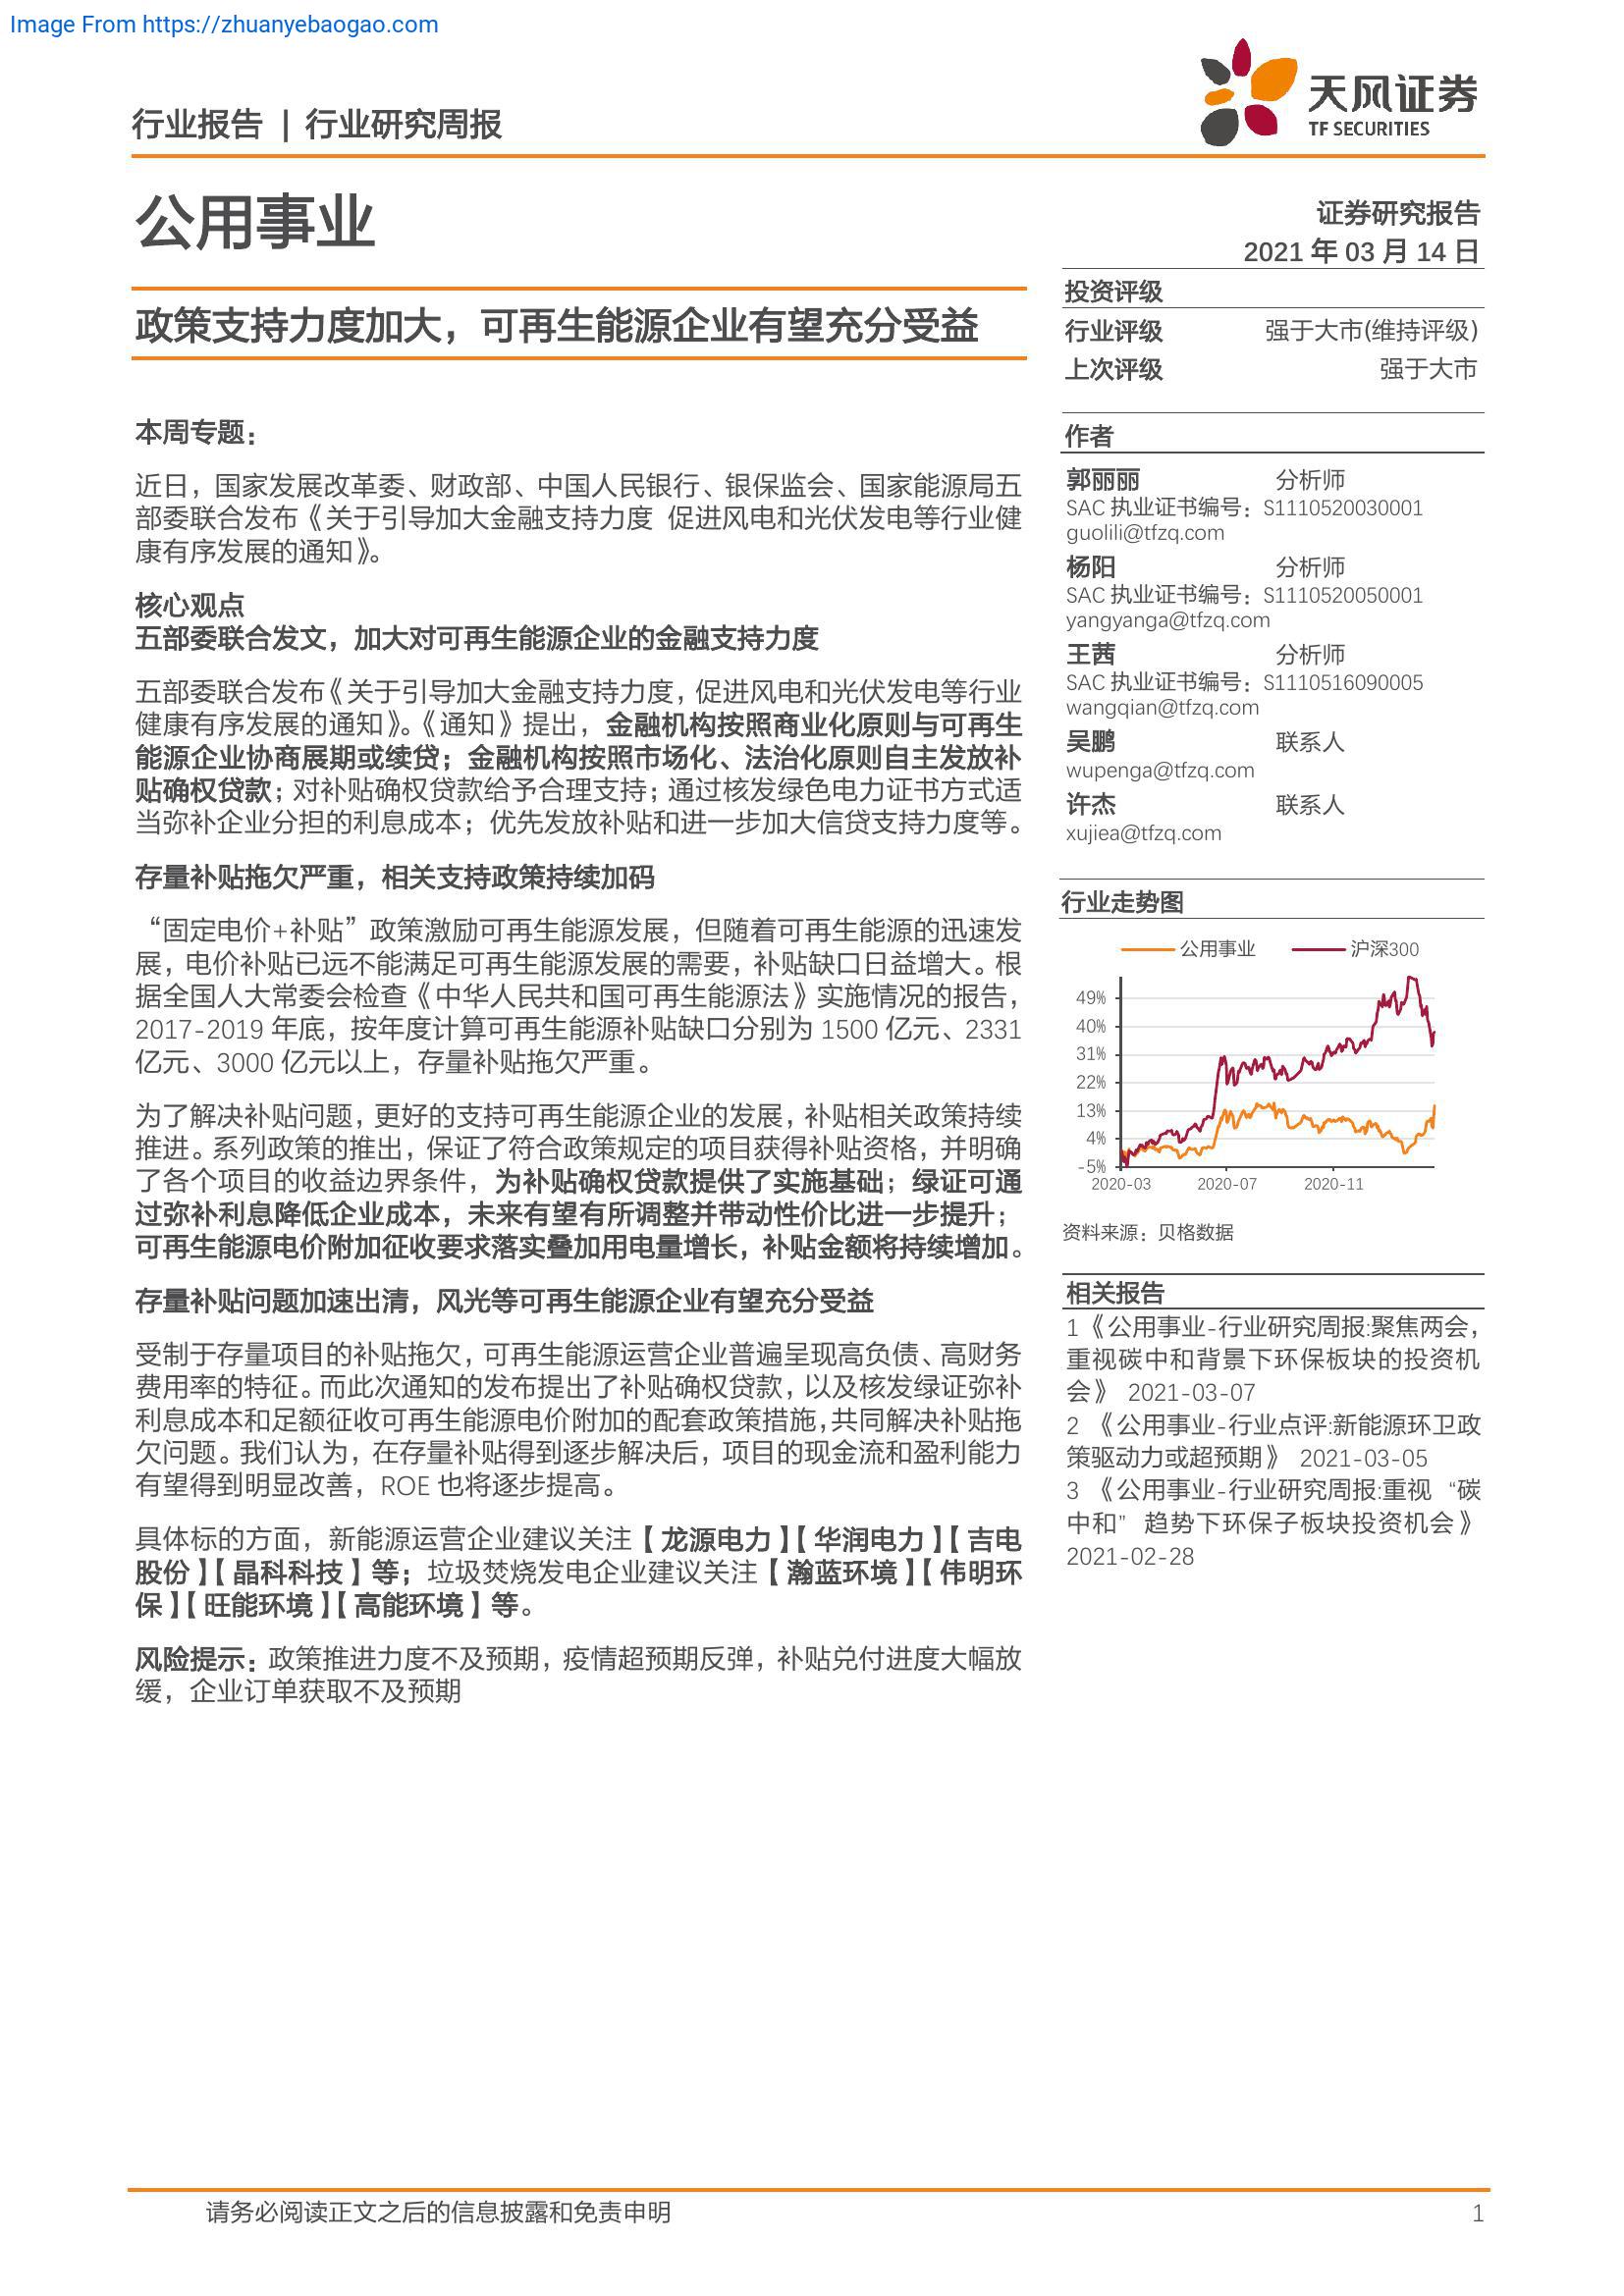 Image From https://zhuanyebaogao.com
行业报告 | 行业研究周报
天风证券
TF SECURITIES
公用事业
证券研究报告
2021 年 03 月 14 日
政策支持力度加大，可再生能源企业有望充分受益
投资评级
行业评级 强于大市(维持评级)
上次评级 强于大市
本周专题：
近日，国家发展改革委、财政部、中国人民银行、银保监会、国家能源局五
部委联合发布《关于引导加大金融支持力度 促进风电和光伏发电等行业健
康有序发展的通知》。
核心观点
五部委联合发文，加大对可再生能源企业的金融支持力度
五部委联合发布《关于引导加大金融支持力度，促进风电和光伏发电等行业
健康有序发展的通知》。《通知》提出，金融机构按照商业化原则与可再生
能源企业协商展期或续贷；金融机构按照市场化、法治化原则自主发放补
贴确权贷款；对补贴确权贷款给予合理支持；通过核发绿色电力证书方式适
当弥补企业分担的利息成本；优先发放补贴和进一步加大信贷支持力度等。
存量补贴拖欠严重，相关支持政策持续加码
“固定电价+补贴”政策激励可再生能源发展，但随着可再生能源的迅速发
展，电价补贴已远不能满足可再生能源发展的需要，补贴缺口日益增大。根
据全国人大常委会检查《中华人民共和国可再生能源法》实施情况的报告，
2017-2019 年底，按年度计算可再生能源补贴缺口分别为 1500 亿元、2331
亿元、3000 亿元以上，存量补贴拖欠严重。
为了解决补贴问题，更好的支持可再生能源企业的发展，补贴相关政策持续
推进。系列政策的推出，保证了符合政策规定的项目获得补贴资格，并明确
了各个项目的收益边界条件，为补贴确权贷款提供了实施基础；绿证可通
过弥补利息降低企业成本，未来有望有所调整并带动性价比进一步提升；
可再生能源电价附加征收要求落实叠加用电量增长，补贴金额将持续增加。
存量补贴问题加速出清，风光等可再生能源企业有望充分受益
受制于存量项目的补贴拖欠，可再生能源运营企业普遍呈现高负债、高财务
费用率的特征。而此次通知的发布提出了补贴确权贷款，以及核发绿证弥补
利息成本和足额征收可再生能源电价附加的配套政策措施，共同解决补贴拖
欠问题。我们认为，在存量补贴得到逐步解决后，项目的现金流和盈利能力
有望得到明显改善，ROE 也将逐步提高。
具体标的方面，新能源运营企业建议关注【龙源电力】【华润电力】【吉电
股份】【晶科科技】等；垃圾焚烧发电企业建议关注【瀚蓝环境】【伟明环
保】【旺能环境】【高能环境】等。
风险提示：政策推进力度不及预期，疫情超预期反弹，补贴兑付进度大幅放
缓，企业订单获取不及预期
作者
郭丽丽 分析师
SAC 执业证书编号：S1110520030001
guolili@tfzq.com
杨阳 分析师
SAC 执业证书编号：S1110520050001
yangyanga@tfzq.com
王茜 分析师
SAC 执业证书编号：S1110516090005
wangqian@tfzq.com
吴鹏 联系人
wupenga@tfzq.com
许杰 联系人
xujiea@tfzq.com
行业走势图
公用事业 沪深300
49%
40%
31%
22%
13%
4%
-5%
2020-03 2020-07 2020-11
资料来源：贝格数据
相关报告
1《公用事业-行业研究周报:聚焦两会，
重视碳中和背景下环保板块的投资机
会》 2021-03-07
2 《公用事业-行业点评:新能源环卫政
策驱动力或超预期》 2021-03-05
3 《公用事业-行业研究周报:重视 “碳
中和” 趋势下环保子板块投资机会》
2021-02-28
请务必阅读正文之后的信息披露和免责申明 1